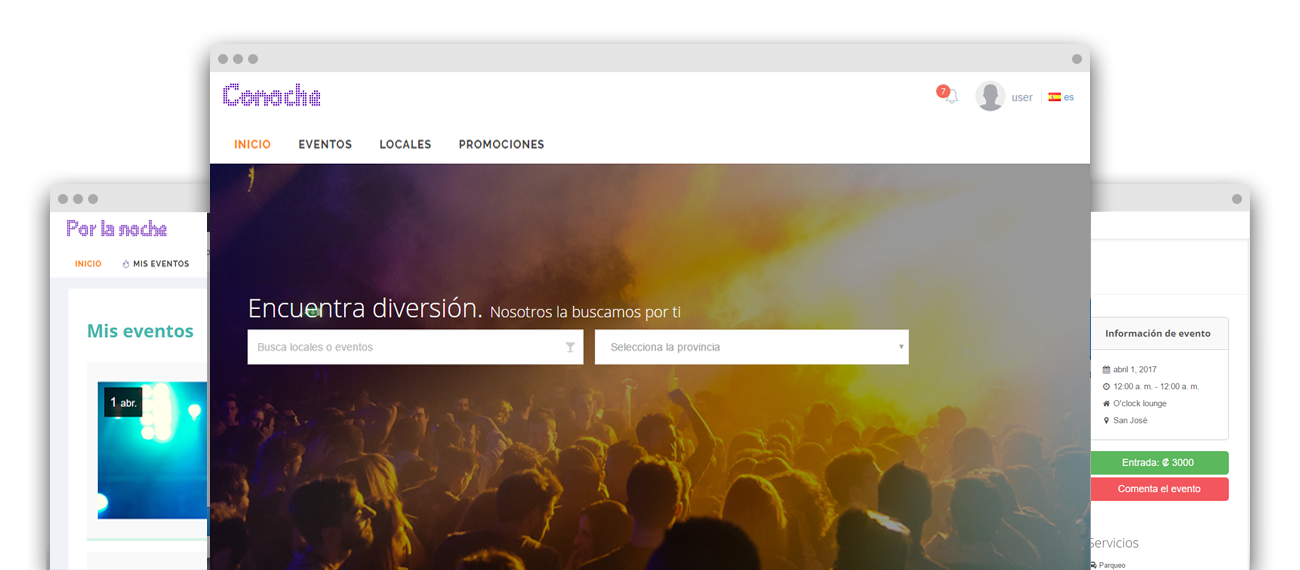 Conoche
7
user
es
INICIO EVENTOS LOCALES PROMOCIONES
Encuentra diversión. Nosotros la buscamos por ti
Busca locales o eventos
Selecciona la provincia
Por la noche
INICIO MIS EVENTOS
Mis eventos
1 abr.
Información de evento
abril 1, 2017
12:00 a. m. - 12:00 a. m.
O'clock lounge
San José
Entrada: ₡ 3000
Comenta el evento
Servicios
Parqueo